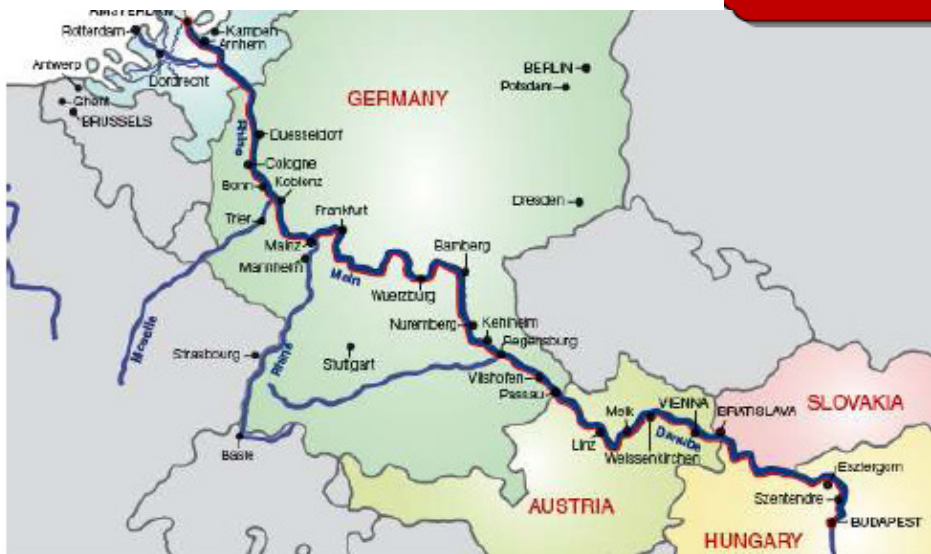 AMSTERDAM
Rotterdam
Kampen
Arnhem
Antwerp
Dordrecht
Ghent
BRUSSELS
BERLIN
Potsdam
GERMANY
Duesseldorf
Rhine
Cologne
Bonn
Koblenz
Trier
Frankfurt
Dresden
Mainz
Mannheim
Main
Bamberg
Wuerzburg
Nuremberg
Kehlheim
Regensburg
Moselle
Strasbourg
Rhine
Stuttgart
Vilshofen
Passau
Melk
VIENNA
BRATISLAVA
SLOVAKIA
Linz
Danube
Weissenkirchen
Basle
Esztergom
Szentendre
AUSTRIA
BUDAPEST
HUNGARY